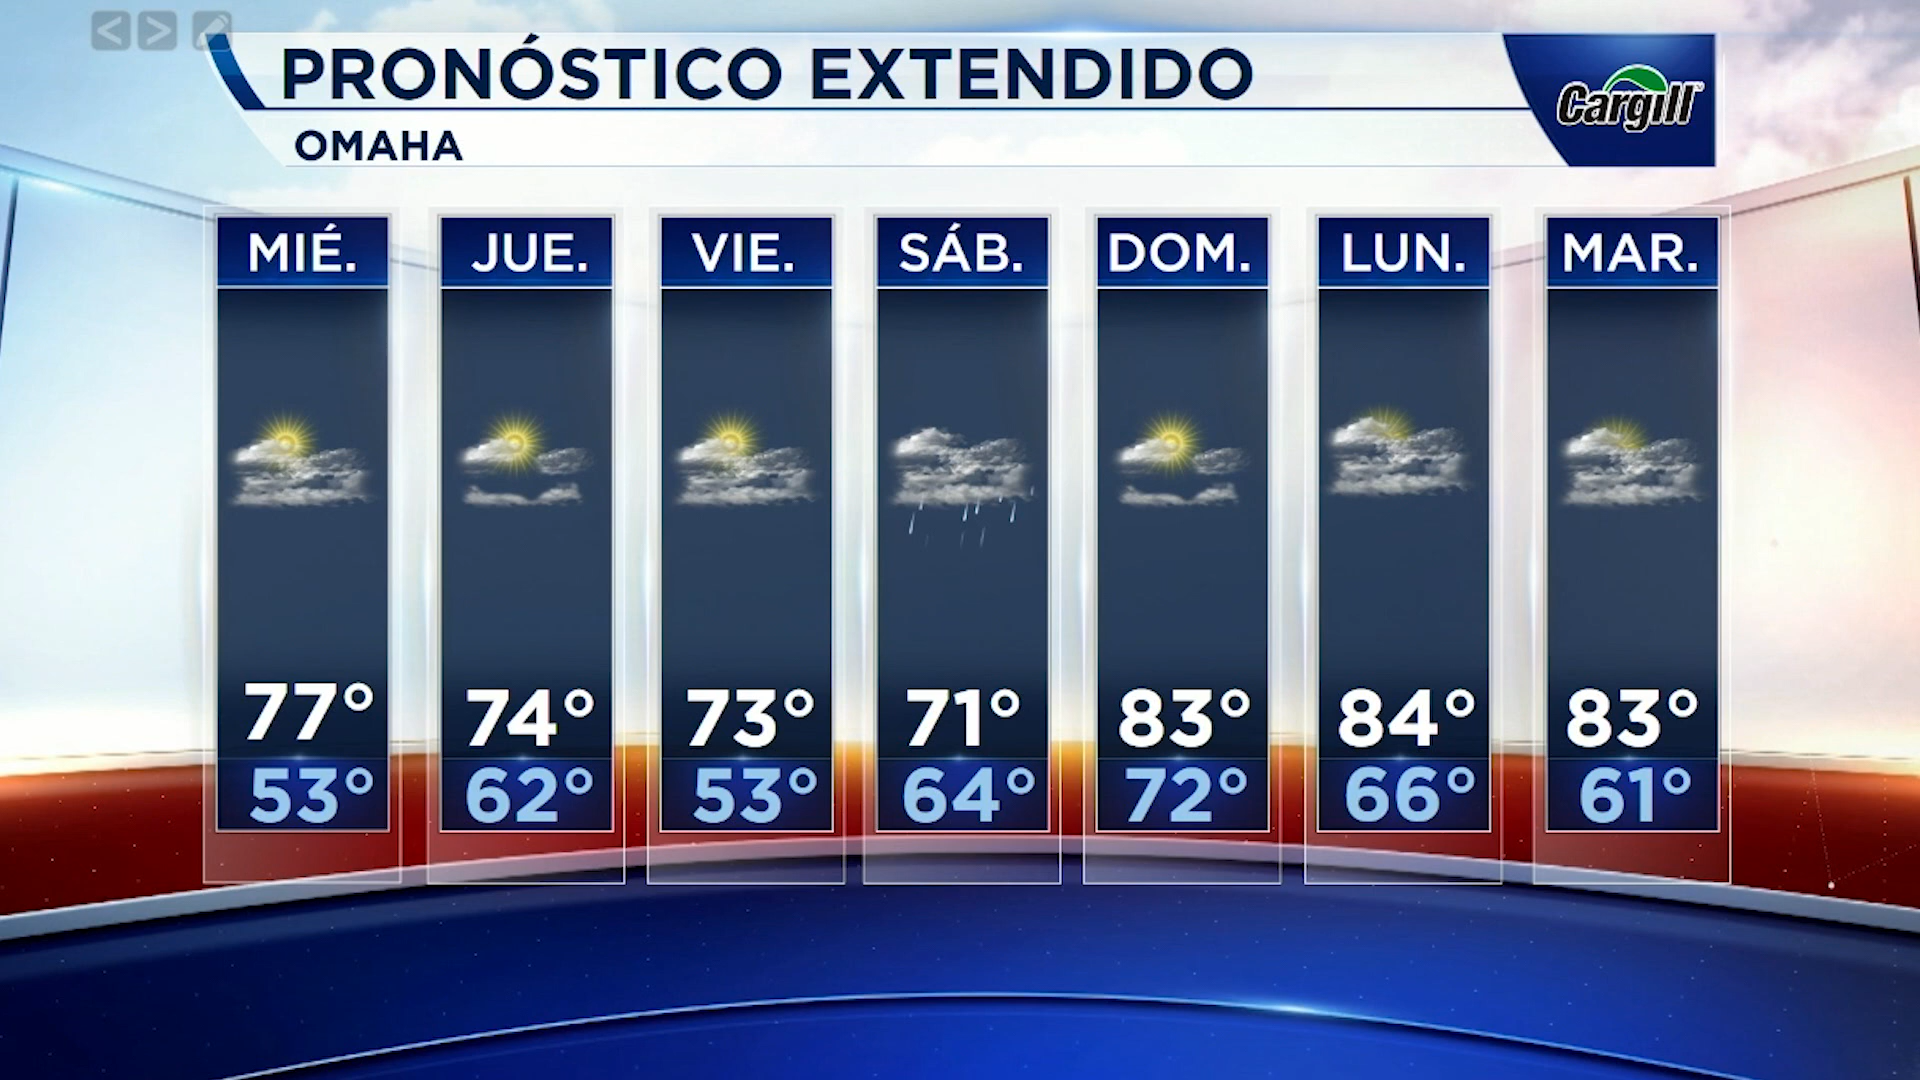 PRONÓSTICO EXTENDIDO
Cargill
OMAHA
MIÉ. JUE. VIE. SÁB. DOM. LUN. MAR.
77° 74° 73° 71° 83° 84° 83°
53° 62° 53° 64° 72° 66° 61°